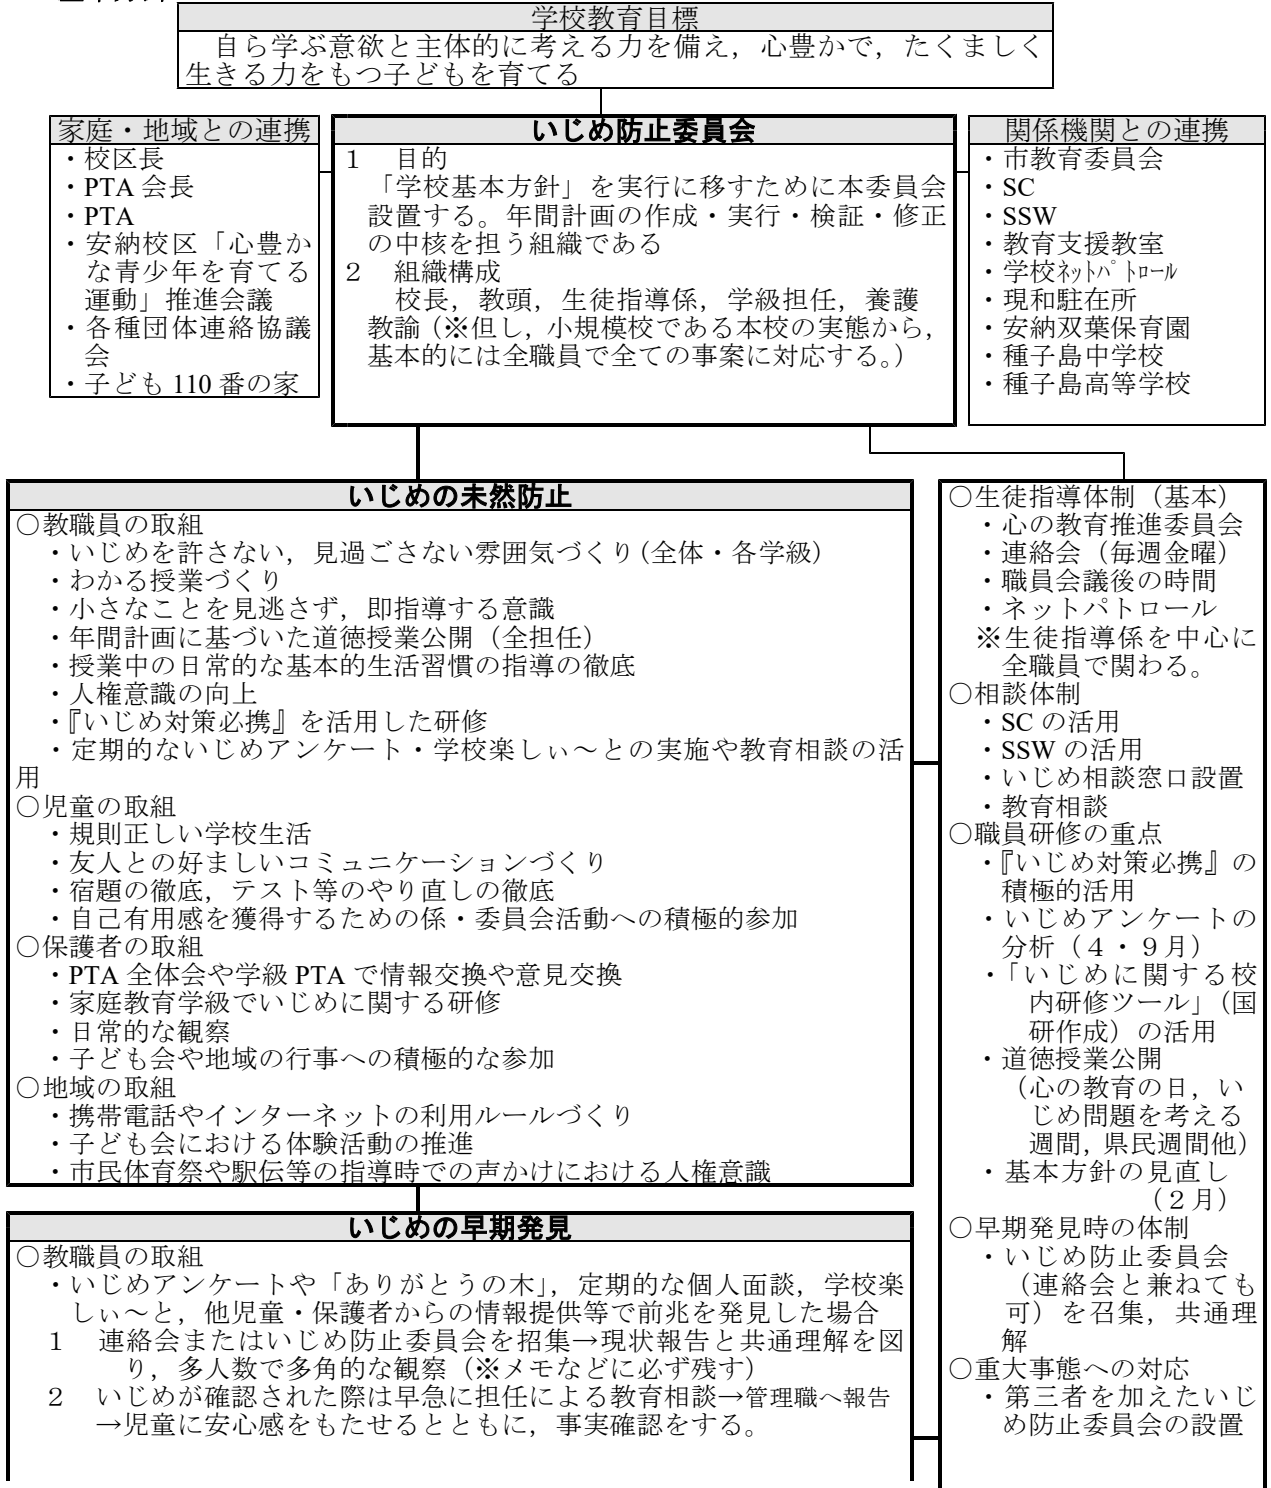 学校教育目標
自ら学ぶ意欲と主体的に考える力を備え，心豊かで，たくましく
生きる力をもつ子どもを育てる
家庭・地域との連携
・校区長
・PTA 会長
・PTA
・安納校区「心豊か
な青少年を育てる
運動」推進会議
・各種団体連絡協議
会
・子ども 110 番の家
いじめ防止委員会
1　目的
「学校基本方針」を実行に移すために本委員会
設置する。年間計画の作成・実行・検証・修正
の中核を担う組織である
2　組織構成
校長，教頭，生徒指導係，学級担任，養護
教諭（※但し，小規模校である本校の実態から，
基本的には全職員で全ての事案に対応する。）
関係機関との連携
・市教育委員会
・SC
・SSW
・教育支援教室
・学校ﾈｯﾄﾊﾟﾄﾛｰﾙ
・現和駐在所
・安納双葉保育園
・種子島中学校
・種子島高等学校
いじめの未然防止
○教職員の取組
・いじめを許さない，見過ごさない雰囲気づくり（全体・各学級）
・わかる授業づくり
・小さなことを見逃さず，即指導する意識
・年間計画に基づいた道徳授業公開（全担任）
・授業中の日常的な基本的生活習慣の指導の徹底
・人権意識の向上
・『いじめ対策必携』を活用した研修
・定期的ないじめアンケート・学校楽しぃ～との実施や教育相談の活
用
○児童の取組
・規則正しい学校生活
・友人との好ましいコミュニケーションづくり
・宿題の徹底，テスト等のやり直しの徹底
・自己有用感を獲得するための係・委員会活動への積極的参加
○保護者の取組
・PTA 全体会や学級 PTA で情報交換や意見交換
・家庭教育学級でいじめに関する研修
・日常的な観察
・子ども会や地域の行事への積極的な参加
○地域の取組
・携帯電話やインターネットの利用ルールづくり
・子ども会における体験活動の推進
・市民体育祭や駅伝等の指導時での声かけにおける人権意識
いじめの早期発見
○教職員の取組
・いじめアンケートや「ありがとうの木」，定期的な個人面談，学校楽
しぃ～と，他児童・保護者からの情報提供等で前兆を発見した場合
1　連絡会またはいじめ防止委員会を招集→現状報告と共通理解を図
り，多人数で多角的な観察（※メモなどに必ず残す）
2　いじめが確認された際は早急に担任による教育相談→管理職へ報告
→児童に安心感をもたせるとともに，事実確認をする。
○生徒指導体制（基本）
・心の教育推進委員会
・連絡会（毎週金曜）
・職員会議後の時間
・ネットパトロール
※生徒指導係を中心に
全職員で関わる。
○相談体制
・SC の活用
・SSW の活用
・いじめ相談窓口設置
・教育相談
○職員研修の重点
・『いじめ対策必携』の
積極的活用
・いじめアンケートの
分析（４・９月）
・「いじめに関する校
内研修ツール」（国
研作成）の活用
・道徳授業公開
（心の教育の日，い
じめ問題を考える
週間，県民週間他）
・基本方針の見直し
（２月）
○早期発見時の体制
・いじめ防止委員会
（連絡会と兼ねても
可）を召集，共通理
解
○重大事態への対応
・第三者を加えたいじ
め防止委員会の設置